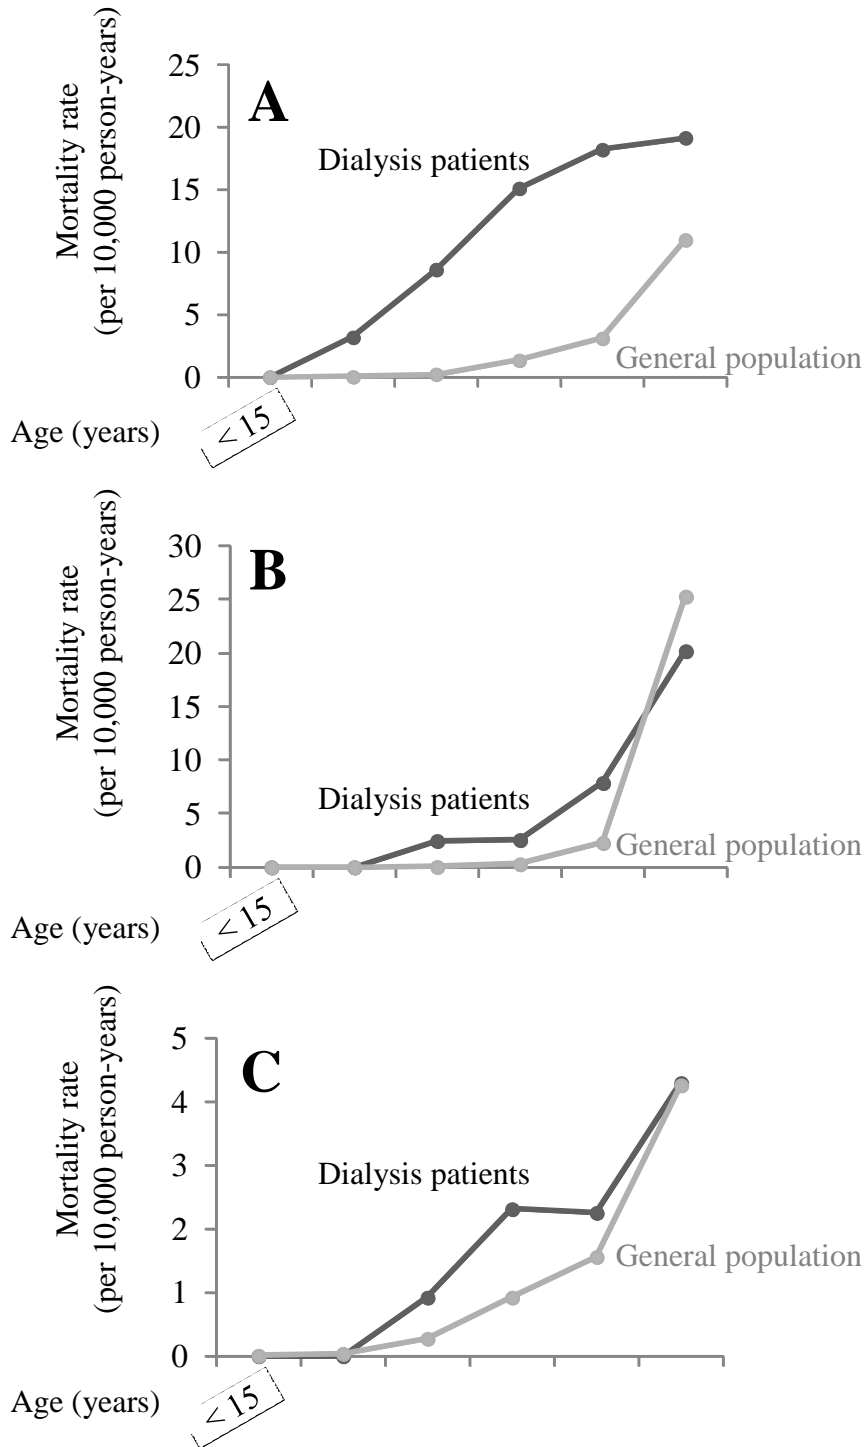 Mortality rate
(per 10,000 person-years)
25
20
15
10
5
0
A
Dialysis patients
General population
Age (years)
< 15
Mortality rate
(per 10,000 person-years)
30
25
20
15
10
5
0
B
Dialysis patients
General population
Age (years)
< 15
Mortality rate
(per 10,000 person-years)
5
4
3
2
1
0
C
Dialysis patients
General population
Age (years)
< 15